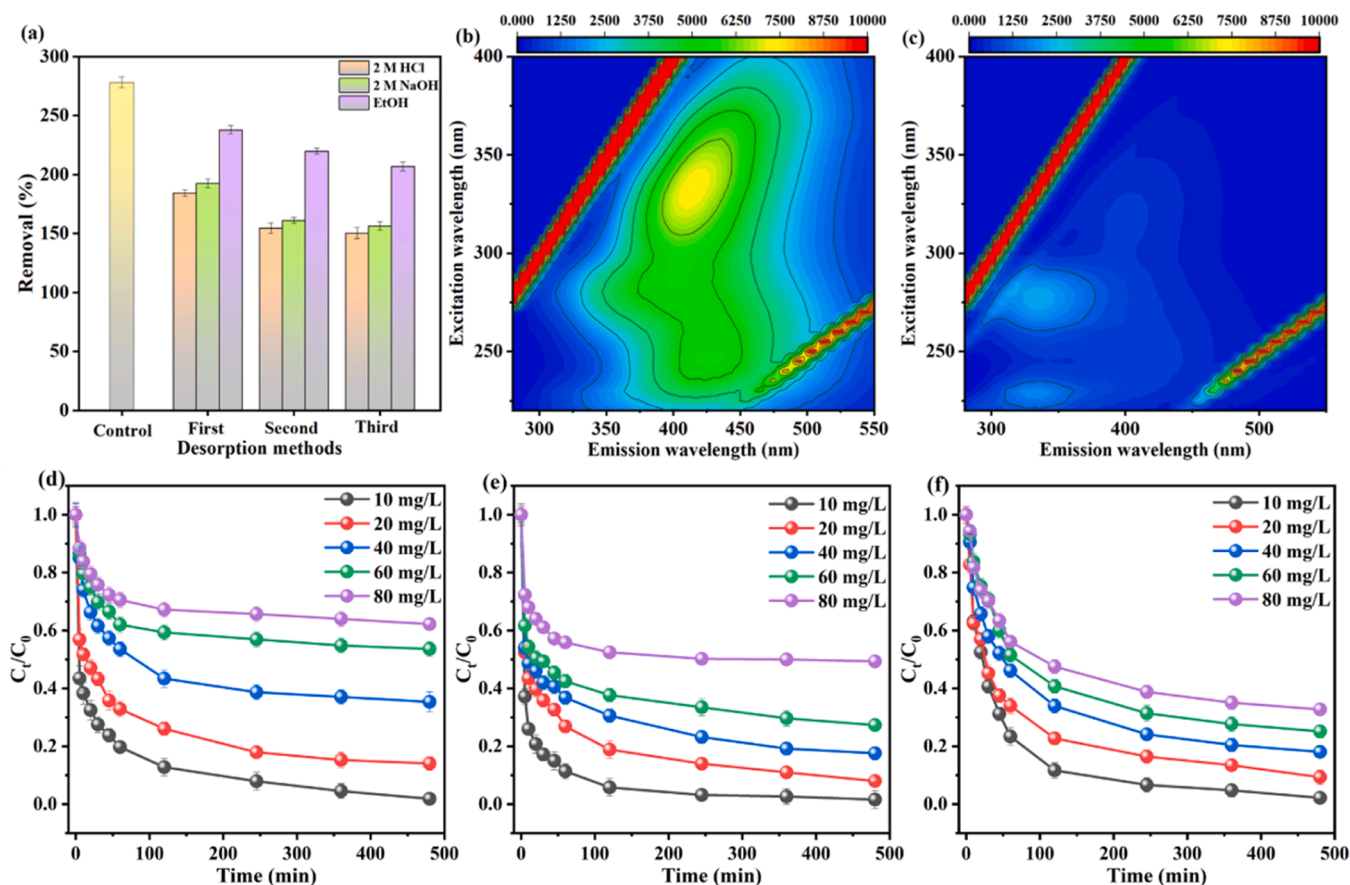 (a)
Removal (%)
300
250
200
150
100
50
0
2 M HCl
2 M NaOH
EtOH
Control First Second Third
Desorption methods
(b)
0.000 1250 2500 3750 5000 6250 7500 8750 10000
Excitation wavelength (nm)
400
350
300
250
300 350 400 450 500 550
Emission wavelength (nm)
(c)
0.000 1250 2500 3750 5000 6250 7500 8750 10000
Excitation wavelength (nm)
400
350
300
250
280 400 500
Emission wavelength (nm)
(d)
Cₜ/C₀
1.0
0.8
0.6
0.4
0.2
0.0
10 mg/L
20 mg/L
40 mg/L
60 mg/L
80 mg/L
0 100 200 300 400 500
Time (min)
(e)
Cₜ/C₀
1.0
0.8
0.6
0.4
0.2
0.0
10 mg/L
20 mg/L
40 mg/L
60 mg/L
80 mg/L
0 100 200 300 400 500
Time (min)
(f)
Cₜ/C₀
1.0
0.8
0.6
0.4
0.2
0.0
10 mg/L
20 mg/L
40 mg/L
60 mg/L
80 mg/L
0 100 200 300 400 500
Time (min)